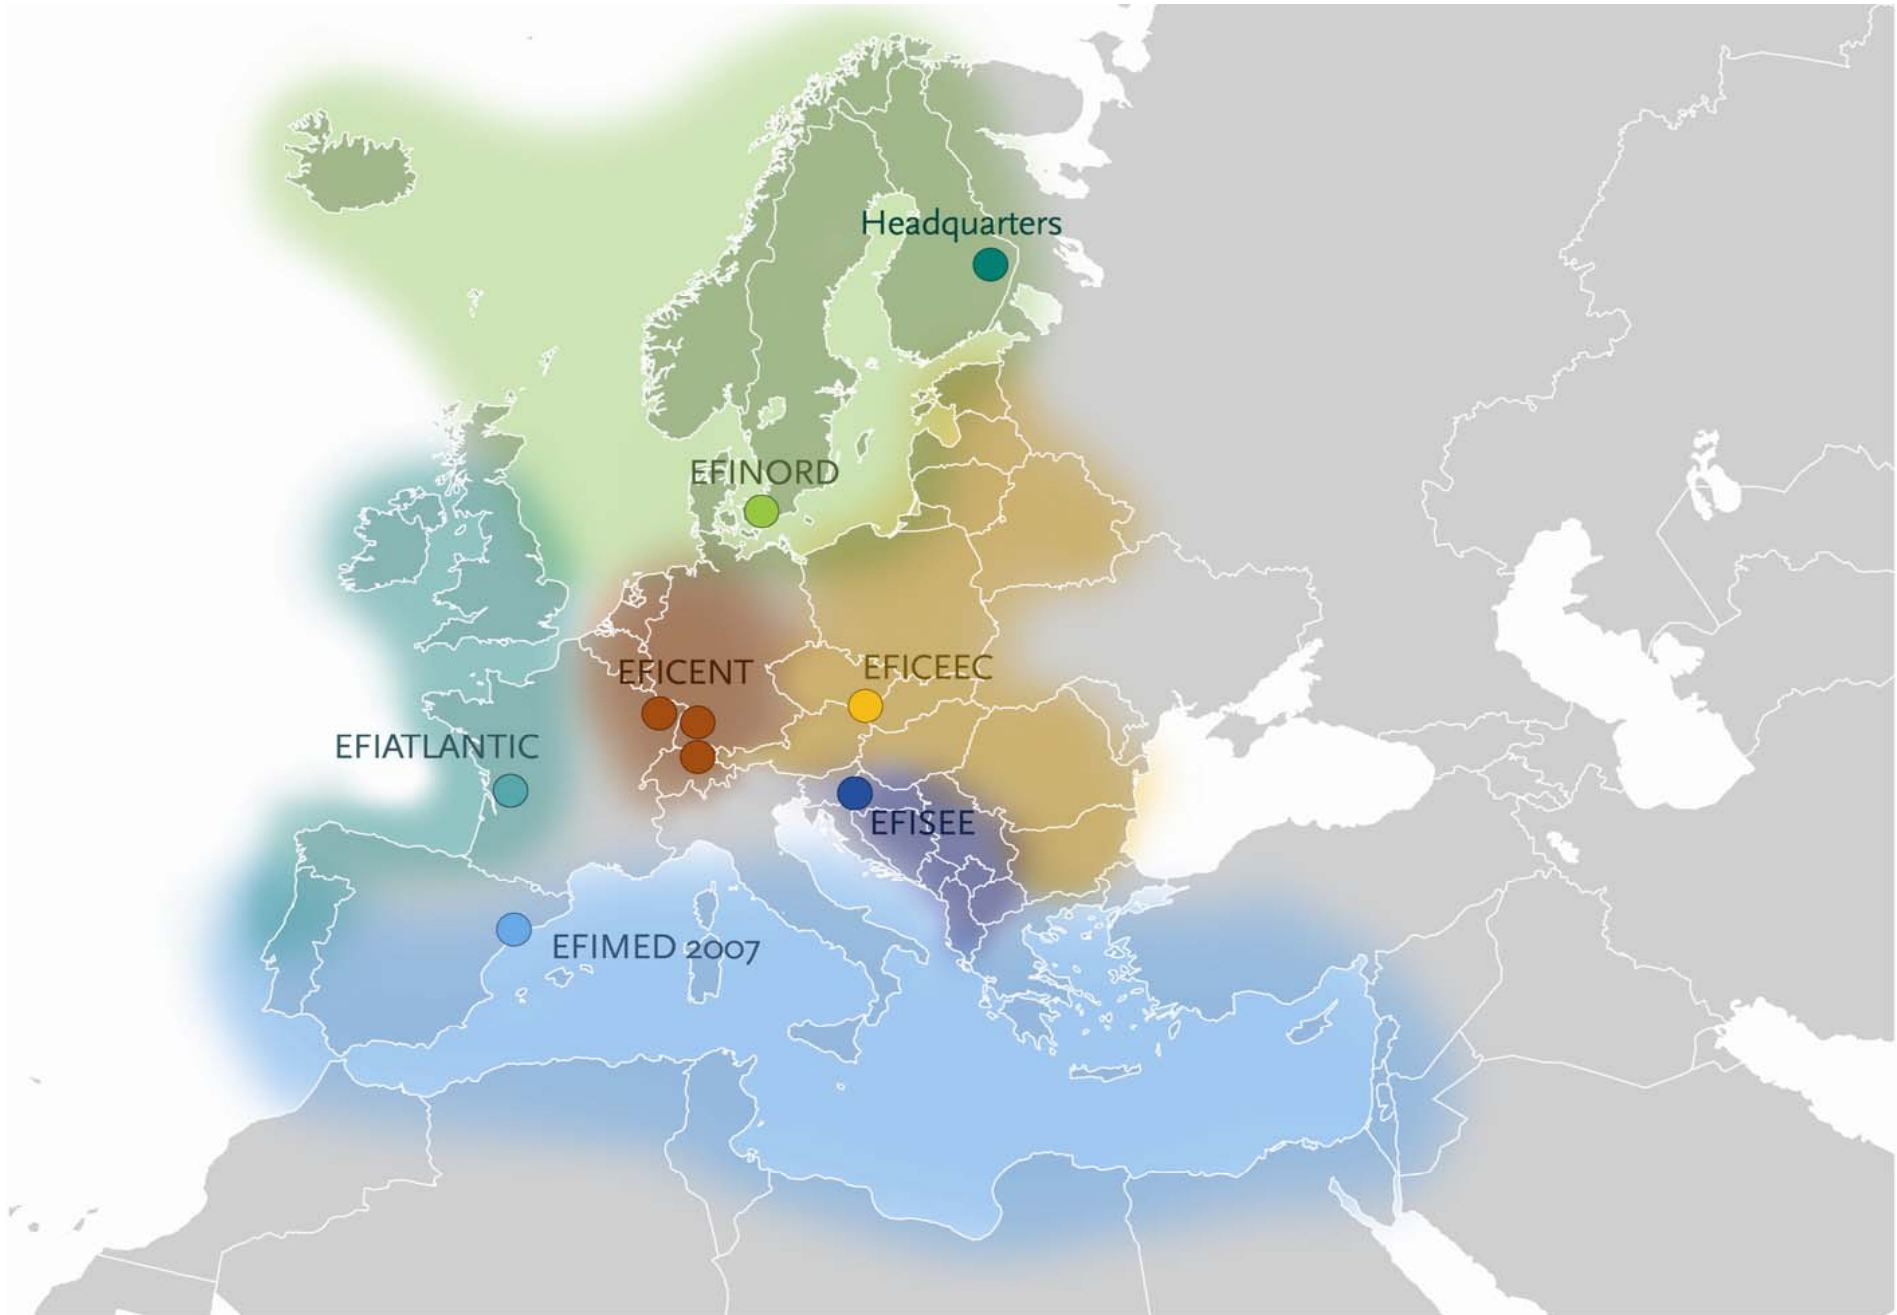 Headquarters
EFINORD
EFICENT
EFICEEC
EFIATLANTIC
EFISEE
EFIMED 2007